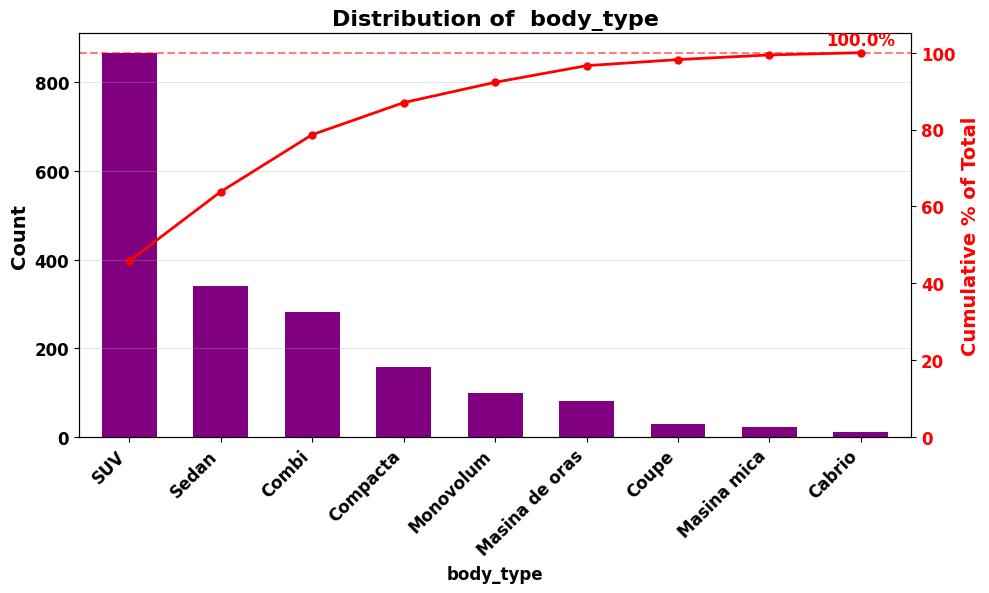 Distribution of  body_type
100.0%
Count
800
600
400
200
0
100
80
60
40
20
0
Cumulative % of Total
SUV
Sedan
Combi
Compacta
Monovolum
Masina de oras
Coupe
Masina mica
Cabrio
body_type